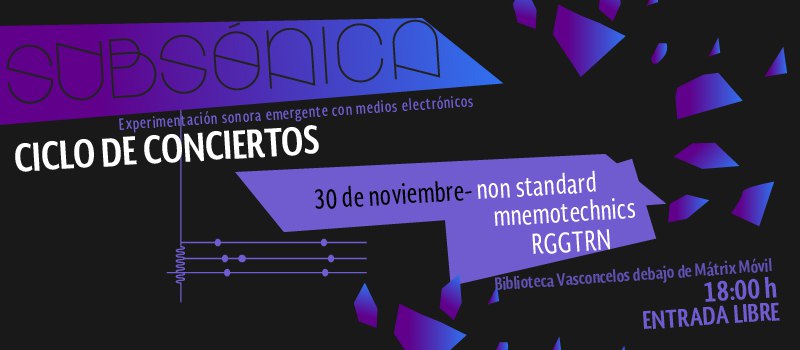 SUBSÓNICA
Experimentación sonora emergente con medios electrónicos
CICLO DE CONCIERTOS
30 de noviembre- non standard
mnemotechnics
RGGTRN
Biblioteca Vasconcelos debajo de Mátrix Móvil
18:00 h
ENTRADA LIBRE